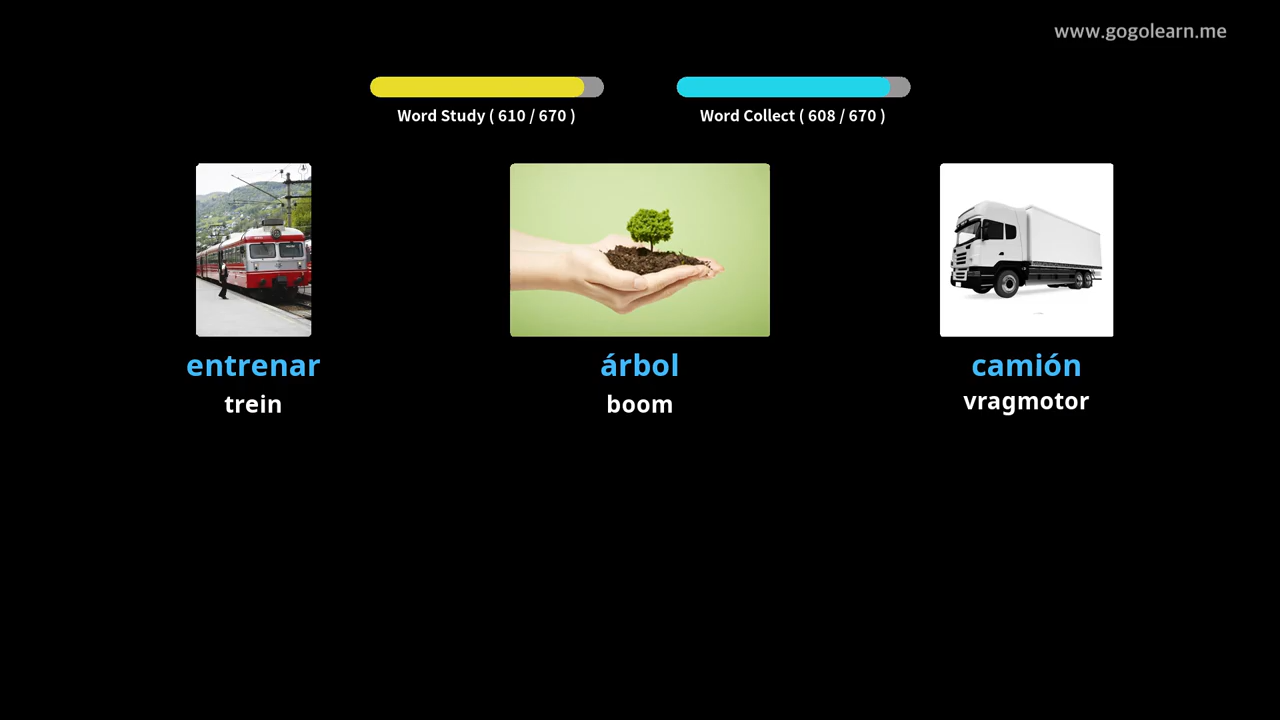 www.gogolearn.me
Word Study ( 610 / 670 )
Word Collect ( 608 / 670 )
entrenar
trein
árbol
boom
camión
vragmotor